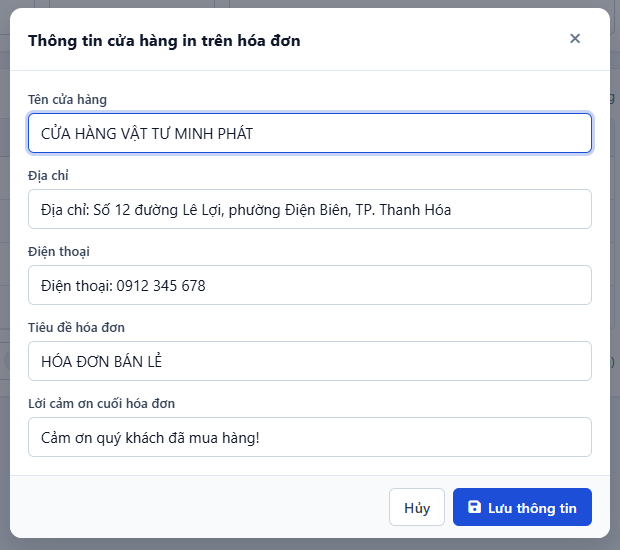 Thông tin cửa hàng in trên hóa đơn
Tên cửa hàng
CỬA HÀNG VẬT TƯ MINH PHÁT
Địa chỉ
Địa chỉ: Số 12 đường Lê Lợi, phường Điện Biên, TP. Thanh Hóa
Điện thoại
Điện thoại: 0912 345 678
Tiêu đề hóa đơn
HÓA ĐƠN BÁN LẺ
Lời cảm ơn cuối hóa đơn
Cảm ơn quý khách đã mua hàng!
Hủy
Lưu thông tin